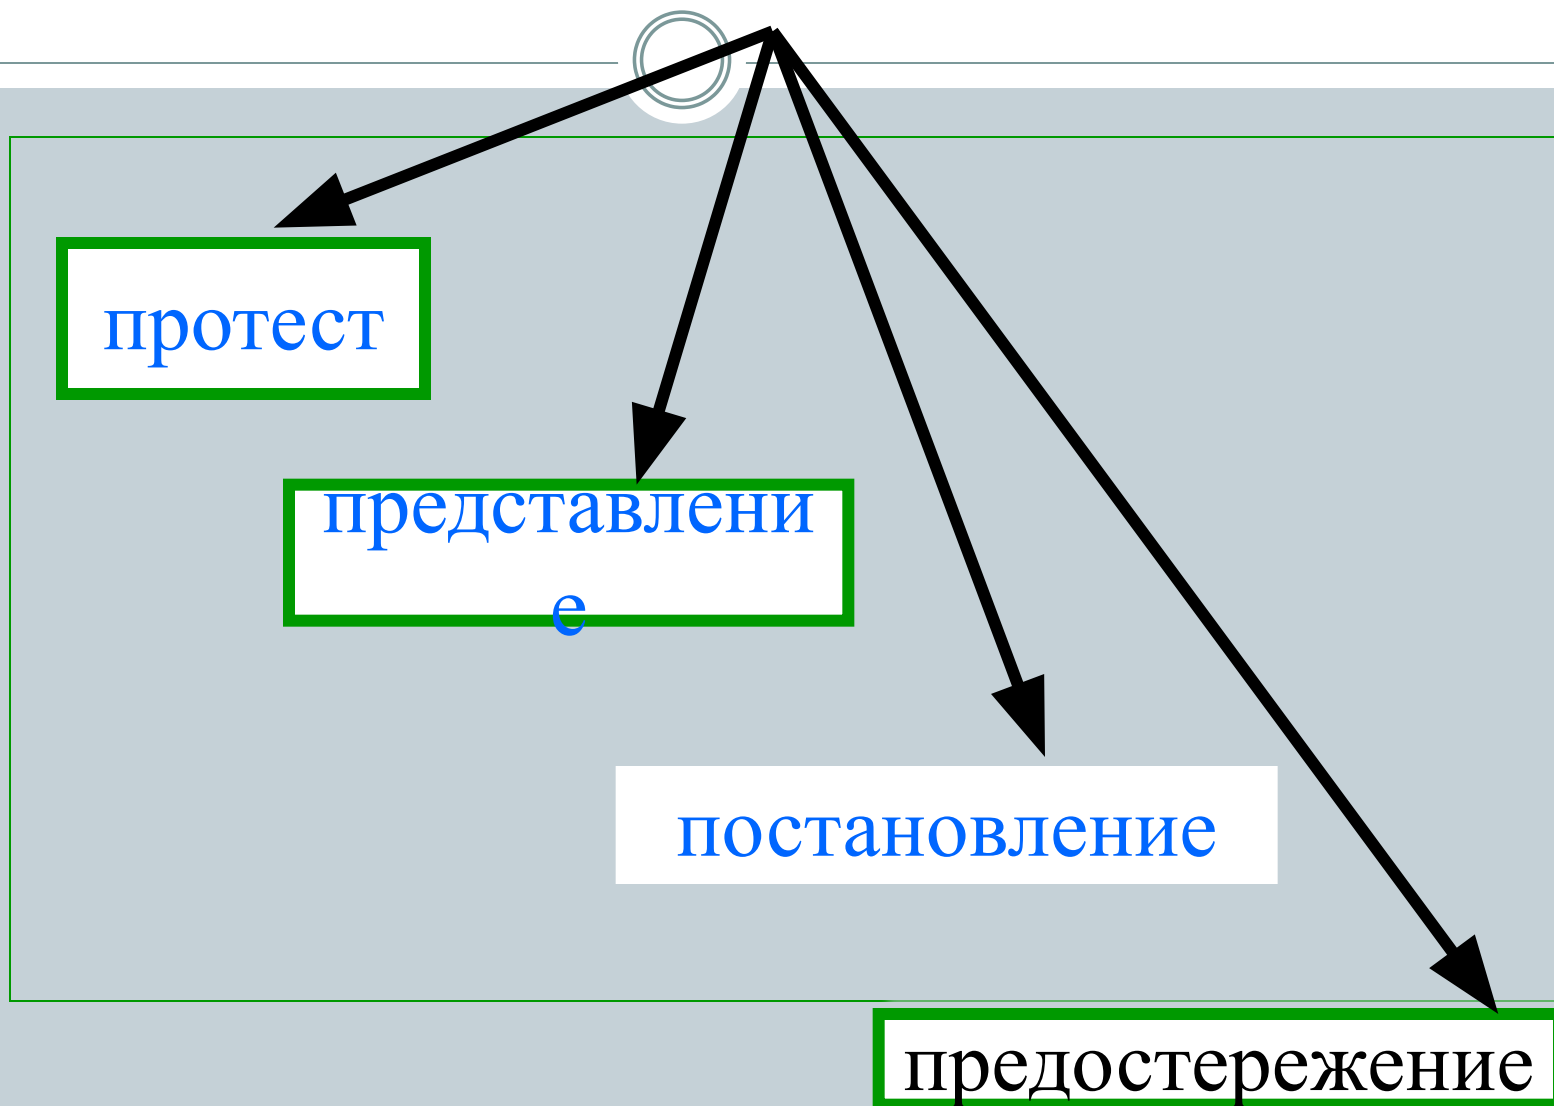 протест
представлени
е
постановление
предостережение